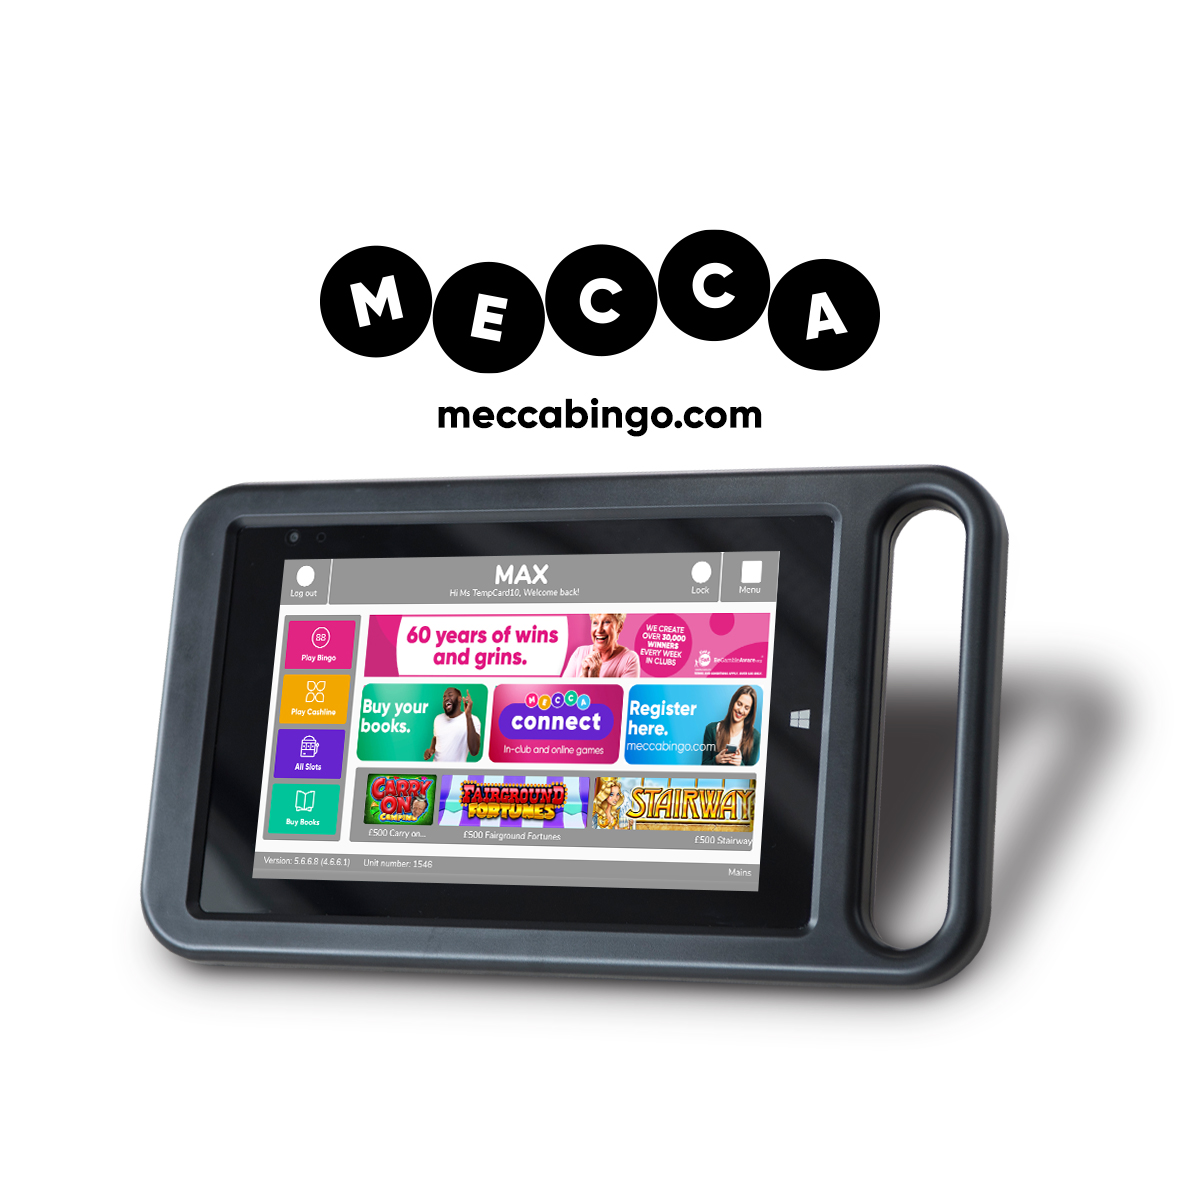 MECCA
meccabingo.com
Log out
MAX
Hi Ms TempCard10, Welcome back!
Lock
Menu
88
Play Bingo
Play Cashline
All Slots
Buy Books
60 years of wins
and grins.
WE CREATE
OVER 30,000
WINNERS
EVERY WEEK
IN CLUBS
BeGambleAware
Buy your
books.
MECCA
connect
In-club and online games
Register
here.
meccabingo.com
CARRY
ON
CAMPING
FAIRGROUND
FORTUNES
STAIRWAY
£500 Carry on...
£500 Fairground Fortunes
£500 Stairway
Version: 5.6.6.8 (4.6.6.1)
Unit number: 1546
Mains